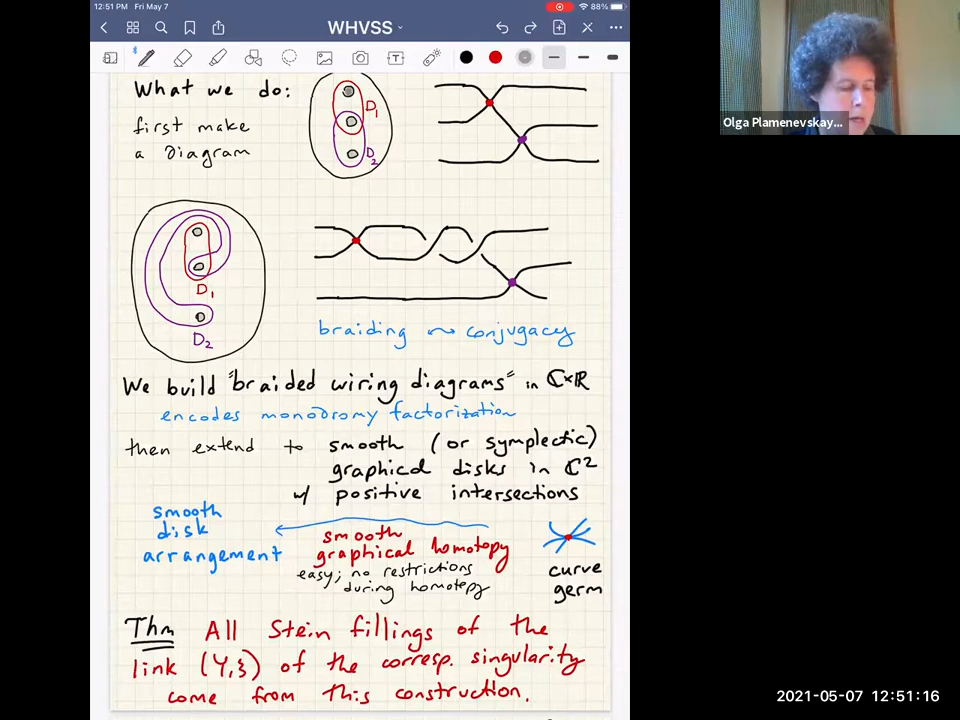 12:51 PM Fri May 7
88%
WHVSS
What we do:
first make
a diagram
D1
D2
D1
D2
braiding ⇝ conjugacy
We build "braided wiring diagrams" in ℂ×ℝ
encodes monodromy factorization
then extend to smooth (or symplectic)
graphical disks in ℂ²
w/ positive intersections
smooth
disk
arrangement
smooth
graphical homotopy
easy; no restrictions
during homotopy
curve
germ
Thm All Stein fillings of the
link (Y,ξ) of the corresp. singularity
come from this construction.
Olga Plamenevskay...
2021-05-07 12:51:16